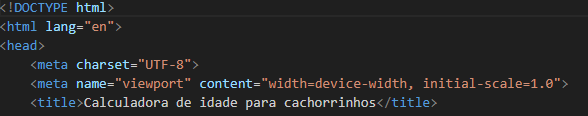 <!DOCTYPE html>
<html lang="en">
<head>
<meta charset="UTF-8">
<meta name="viewport" content="width=device-width, initial-scale=1.0">
<title>Calculadora de idade para cachorrinhos</title>